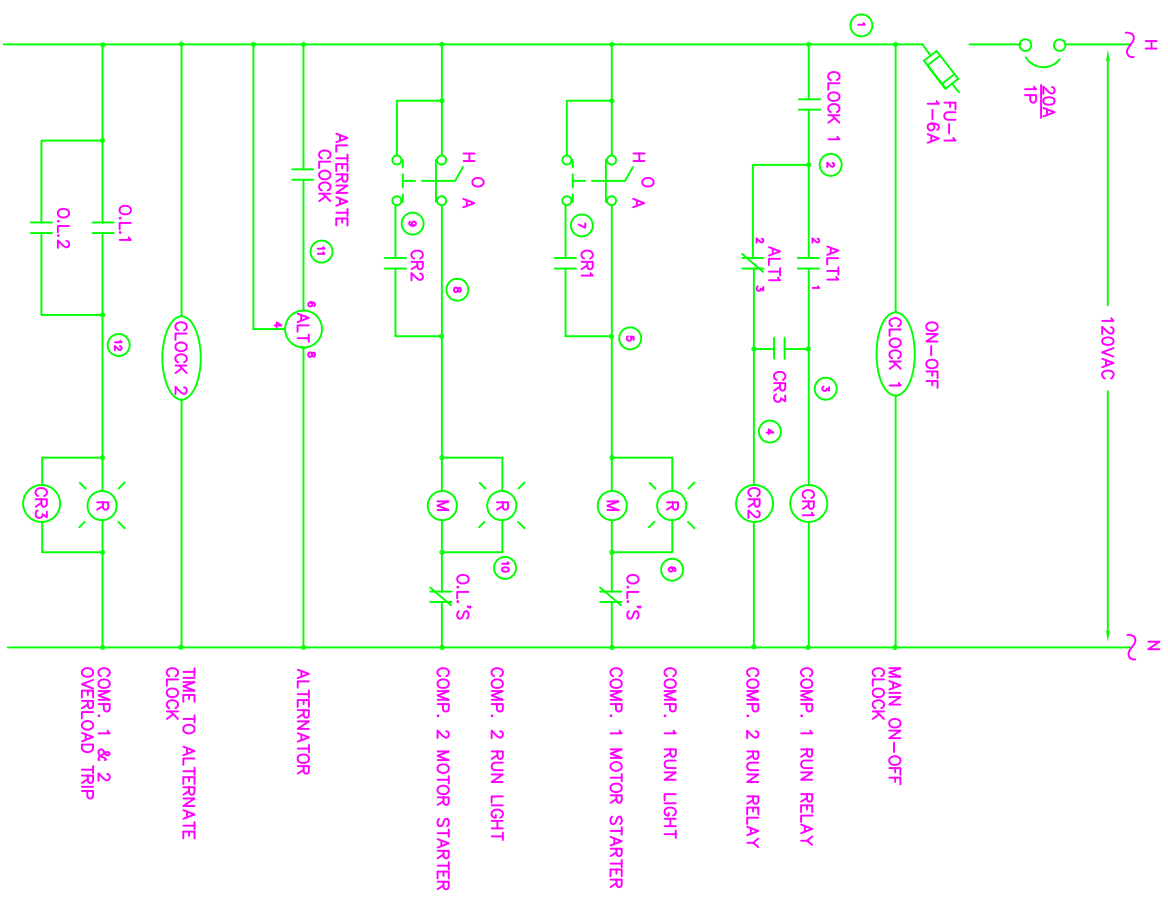 H
120VAC
N
20A
1P
FU-1
1-6A
1
ON-OFF
CLOCK 1
MAIN ON-OFF
CLOCK
CLOCK 1
2
2
ALT1
1
3
CR1
COMP. 1 RUN RELAY
CR3
2
ALT1
3
4
CR2
COMP. 2 RUN RELAY
R
6
COMP. 1 RUN LIGHT
H O A
5
M
O.L.'S
COMP. 1 MOTOR STARTER
7
CR1
R
10
COMP. 2 RUN LIGHT
H O A
8
M
O.L.'S
COMP. 2 MOTOR STARTER
9
CR2
ALTERNATE
CLOCK
11
6
ALT
8
4
ALTERNATOR
CLOCK 2
TIME TO ALTERNATE
CLOCK
O.L.1
12
R
COMP. 1 & 2
OVERLOAD TRIP
O.L.2
CR3